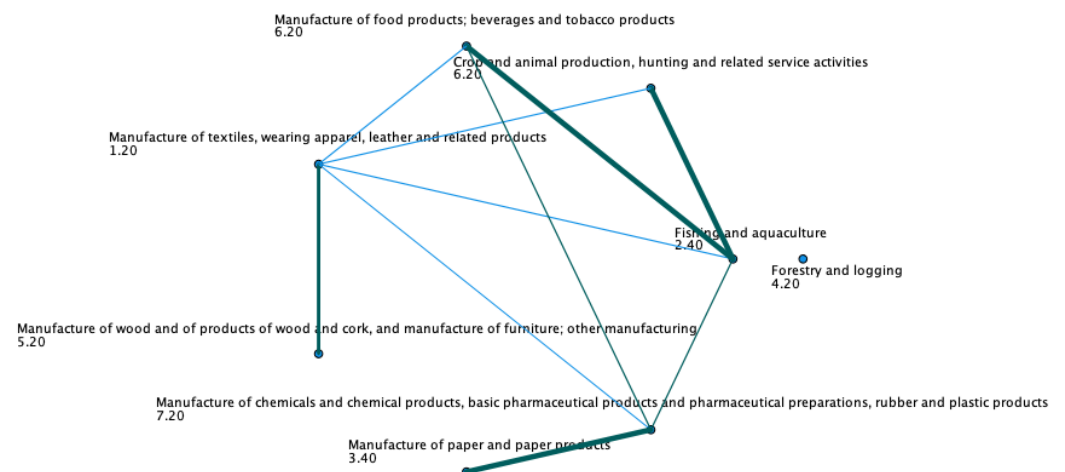 Manufacture of food products; beverages and tobacco products
6.20
Crop and animal production, hunting and related service activities
6.20
Manufacture of textiles, wearing apparel, leather and related products
1.20
Fishing and aquaculture
2.40
Forestry and logging
4.20
Manufacture of wood and of products of wood and cork, and manufacture of furniture; other manufacturing
5.20
Manufacture of chemicals and chemical products, basic pharmaceutical products and pharmaceutical preparations, rubber and plastic products
7.20
Manufacture of paper and paper products
3.40